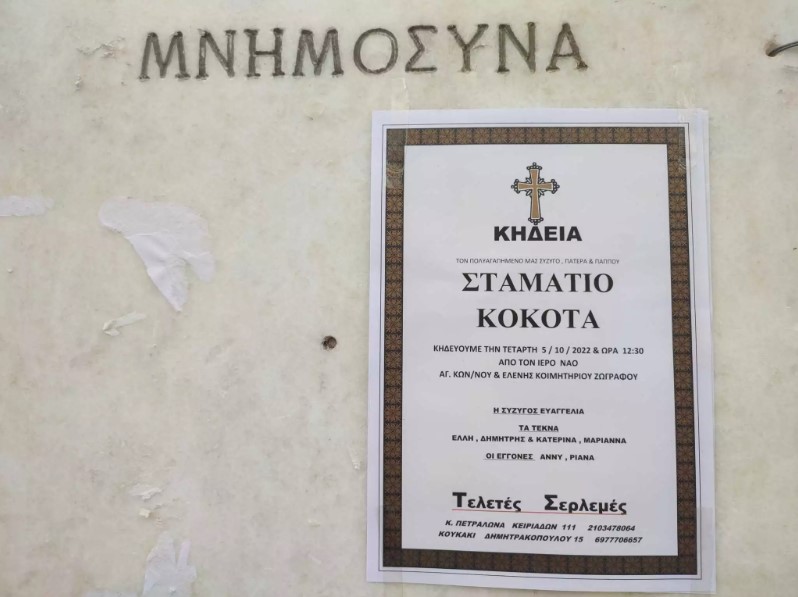 ΜΝΗΜΟΣΥΝΑ
ΚΗΔΕΙΑ
ΤΟΝ ΠΟΛΥΑΓΑΠΗΜΕΝΟ ΜΑΣ ΣΥΖΥΓΟ , ΠΑΤΕΡΑ & ΠΑΠΠΟΥ
ΣΤΑΜΑΤΙΟ
ΚΟΚΟΤΑ
ΚΗΔΕΥΟΥΜΕ ΤΗΝ ΤΕΤΑΡΤΗ 5 / 10 / 2022 & ΩΡΑ 12:30
ΑΠΟ ΤΟΝ ΙΕΡΟ ΝΑΟ
ΑΓ. ΚΩΝ/ΝΟΥ & ΕΛΕΝΗΣ ΚΟΙΜΗΤΗΡΙΟΥ ΖΩΓΡΑΦΟΥ
Η ΣΥΖΥΓΟΣ ΕΥΑΓΓΕΛΙΑ
ΤΑ ΤΕΚΝΑ
ΕΛΛΗ , ΔΗΜΗΤΡΗΣ & ΚΑΤΕΡΙΝΑ , ΜΑΡΙΑΝΝΑ
ΟΙ ΕΓΓΟΝΕΣ ΑΝΝΥ , ΡΙΑΝΑ
Τελετές Σερλεμές
Κ. ΠΕΤΡΑΛΩΝΑ ΚΕΙΡΙΑΔΩΝ 111 2103478064
ΚΟΥΚΑΚΙ ΔΗΜΗΤΡΑΚΟΠΟΥΛΟΥ 15 6977706657